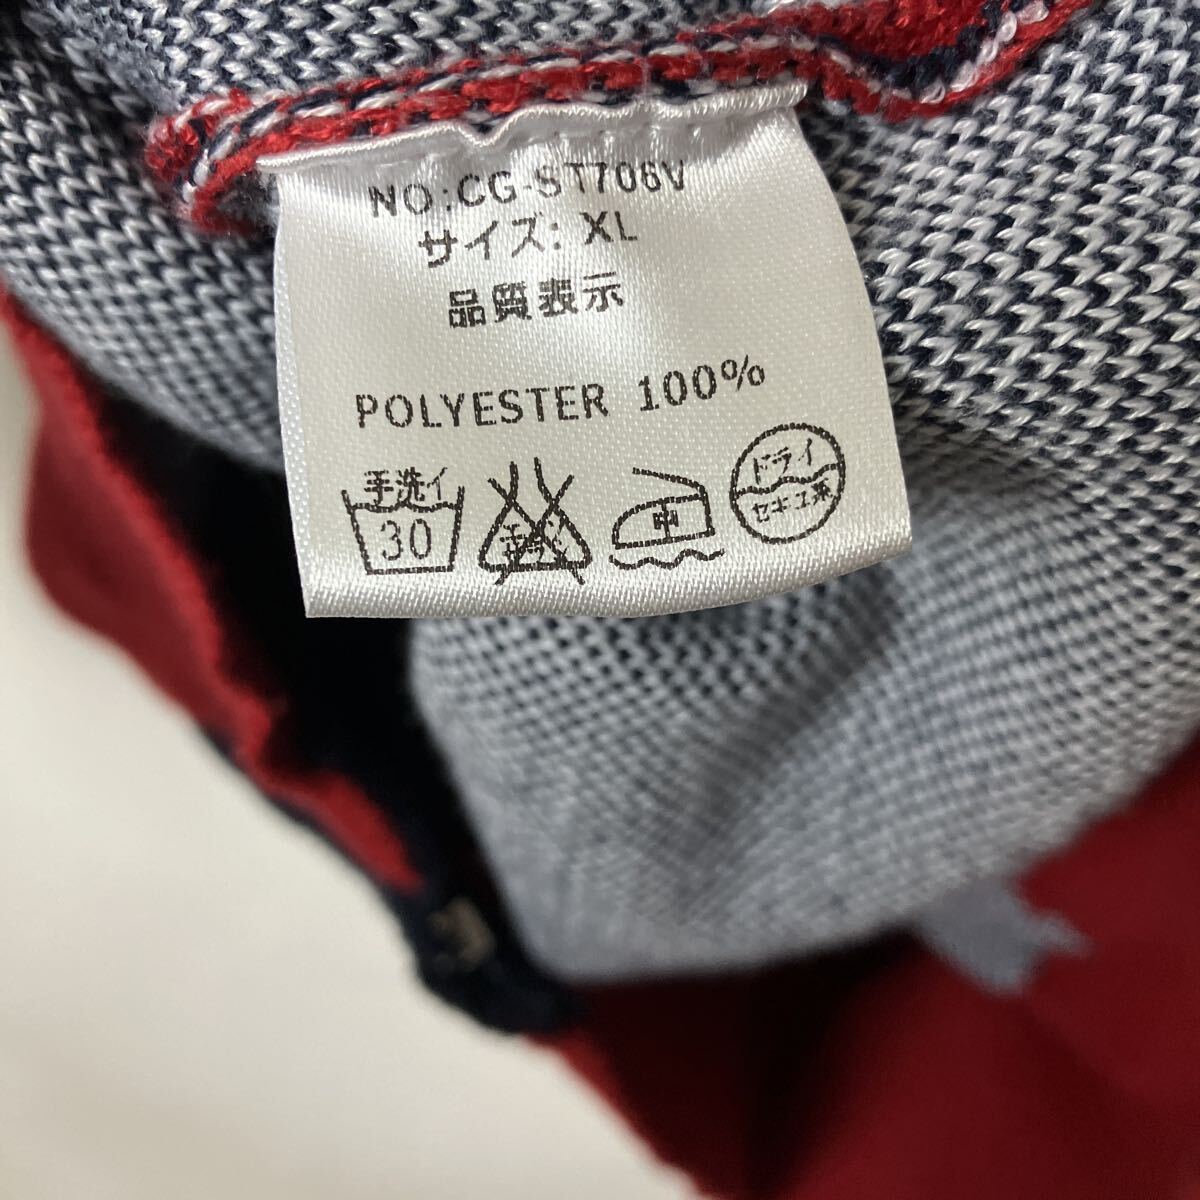 NO:CG-ST706V
サイズ: XL
品質表示
POLYESTER 100%
手洗イ
30
中
ドライ
セキユ系